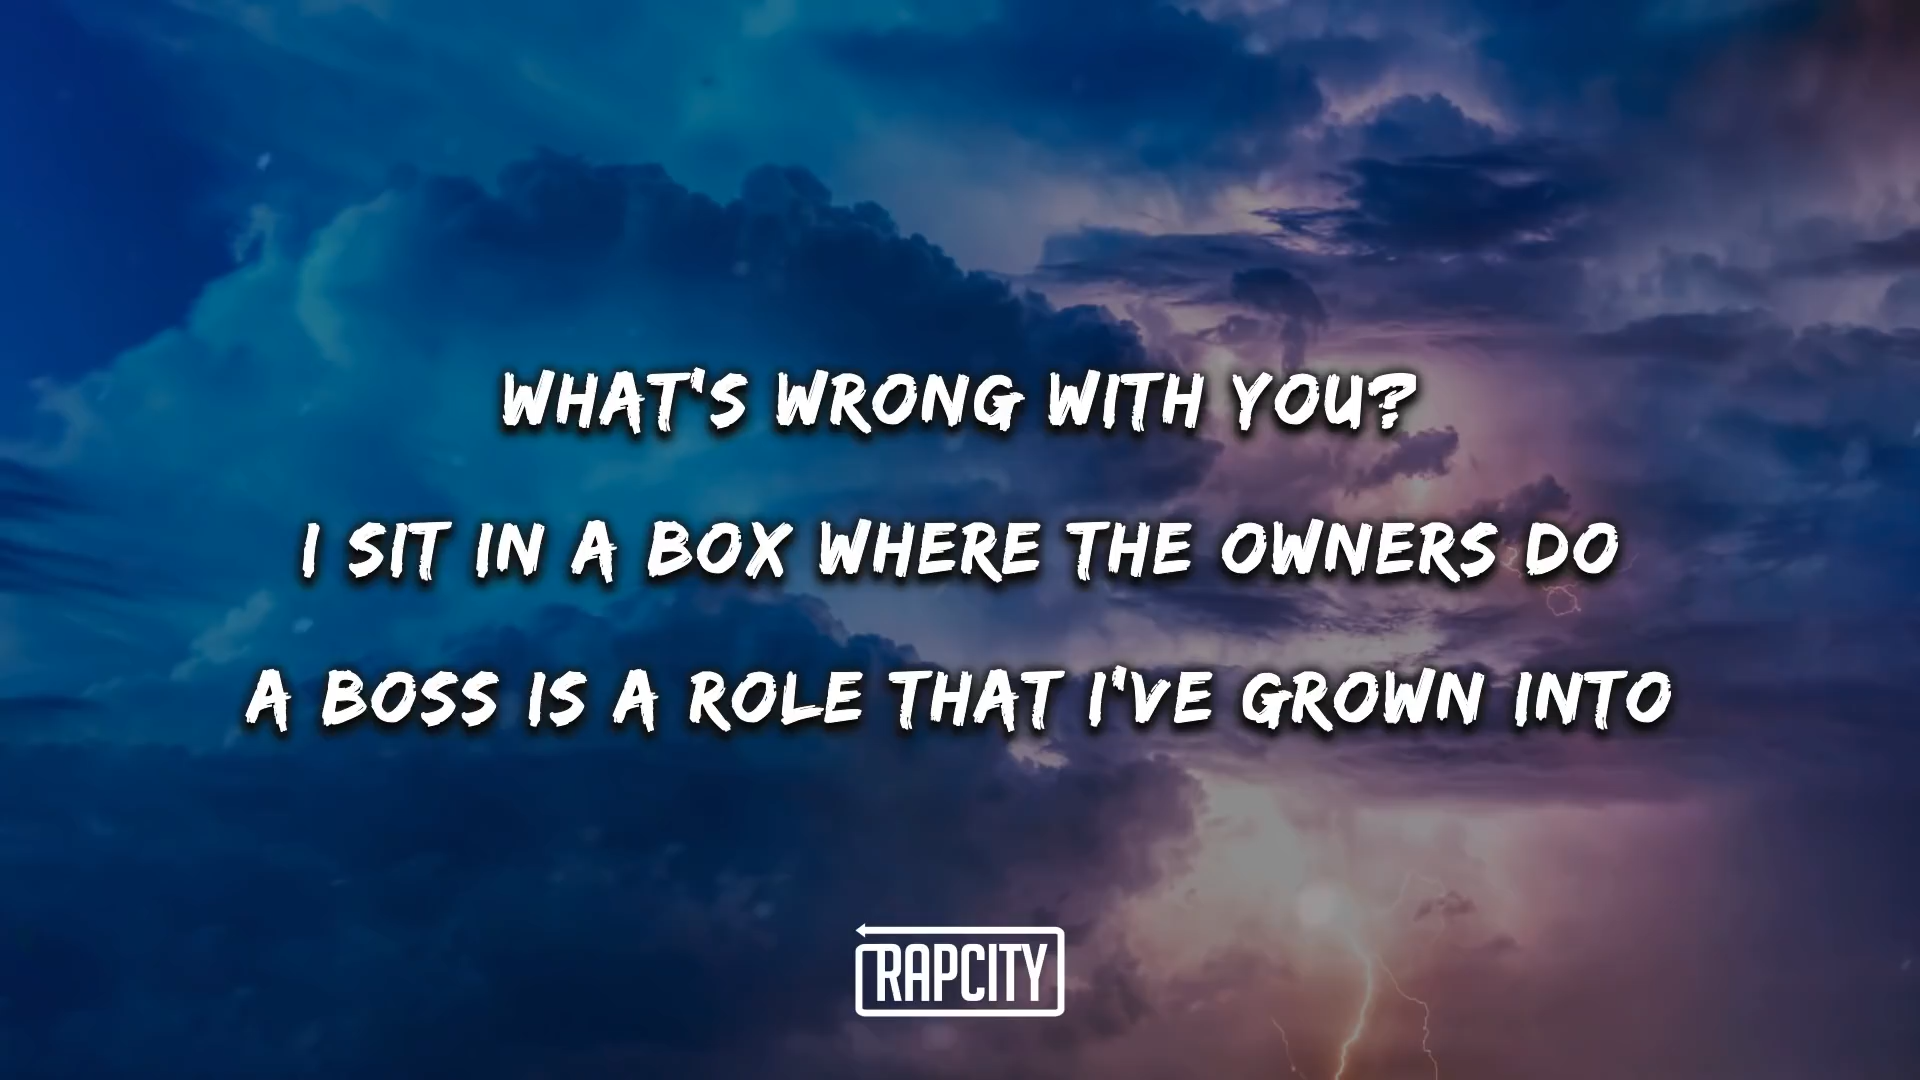 WHAT'S WRONG WITH YOU?
I SIT IN A BOX WHERE THE OWNERS DO
A BOSS IS A ROLE THAT I'VE GROWN INTO
RAPCITY